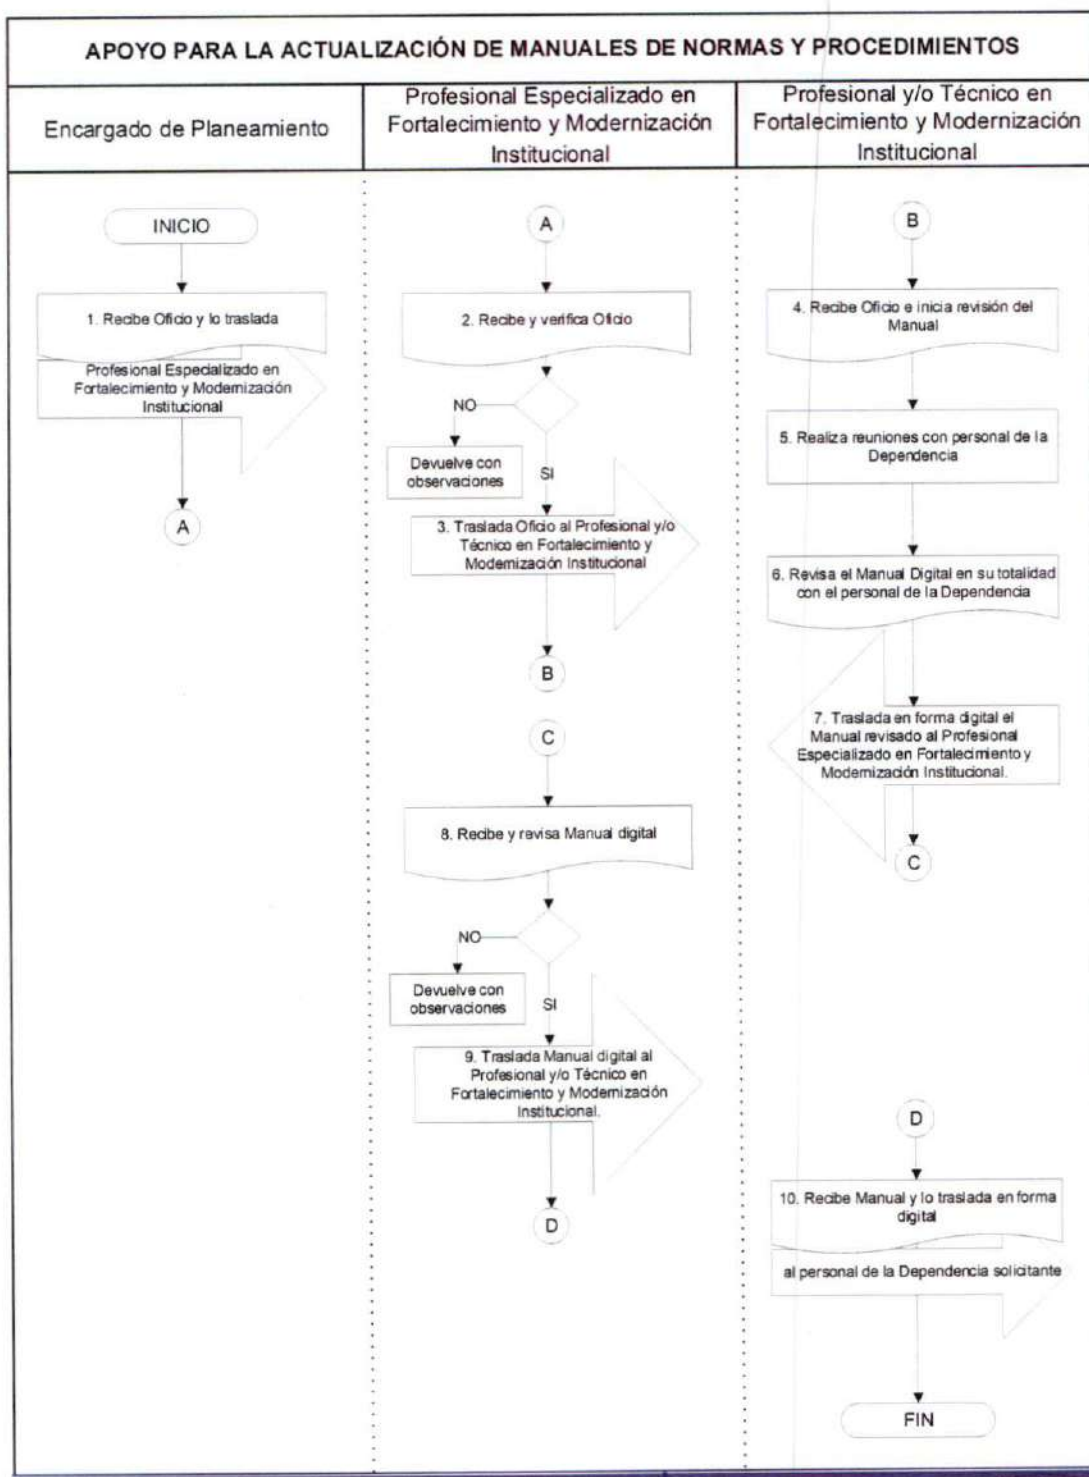 APOYO PARA LA ACTUALIZACIÓN DE MANUALES DE NORMAS Y PROCEDIMIENTOS
Encargado de Planeamiento
Profesional Especializado en
Fortalecimiento y Modernización
Institucional
Profesional y/o Técnico en
Fortalecimiento y Modernización
Institucional
INICIO
1. Recibe Oficio y lo traslada
Profesional Especializado en
Fortalecimiento y Modernización
Institucional
A
A
2. Recibe y verifica Oficio
NO
Devuelve con
observaciones
SI
3. Traslada Oficio al Profesional y/o
Técnico en Fortalecimiento y
Modernización Institucional
B
C
8. Recibe y revisa Manual digital
NO
Devuelve con
observaciones
SI
9. Traslada Manual digital al
Profesional y/o Técnico en
Fortalecimiento y Modernización
Institucional.
D
B
4. Recibe Oficio e inicia revisión del
Manual
5. Realiza reuniones con personal de la
Dependencia
6. Revisa el Manual Digital en su totalidad
con el personal de la Dependencia
7. Traslada en forma digital el
Manual revisado al Profesional
Especializado en Fortalecimiento y
Modernización Institucional.
C
D
10. Recibe Manual y lo traslada en forma
digital
al personal de la Dependencia solicitante
FIN